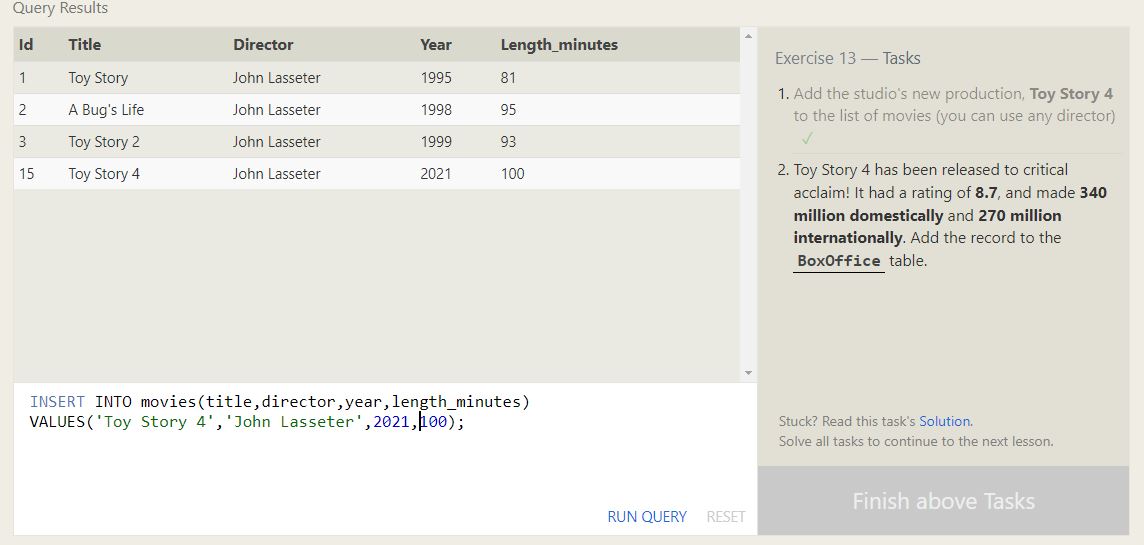 Query Results
Id Title Director Year Length_minutes
1 Toy Story John Lasseter 1995 81
2 A Bug's Life John Lasseter 1998 95
3 Toy Story 2 John Lasseter 1999 93
15 Toy Story 4 John Lasseter 2021 100
INSERT INTO movies(title,director,year,length_minutes)
VALUES('Toy Story 4','John Lasseter',2021,100);
RUN QUERY RESET
Exercise 13 — Tasks
1. Add the studio's new production, Toy Story 4
to the list of movies (you can use any director)
✓
2. Toy Story 4 has been released to critical
acclaim! It had a rating of 8.7, and made 340
million domestically and 270 million
internationally. Add the record to the
BoxOffice table.
Stuck? Read this task's Solution.
Solve all tasks to continue to the next lesson.
Finish above Tasks